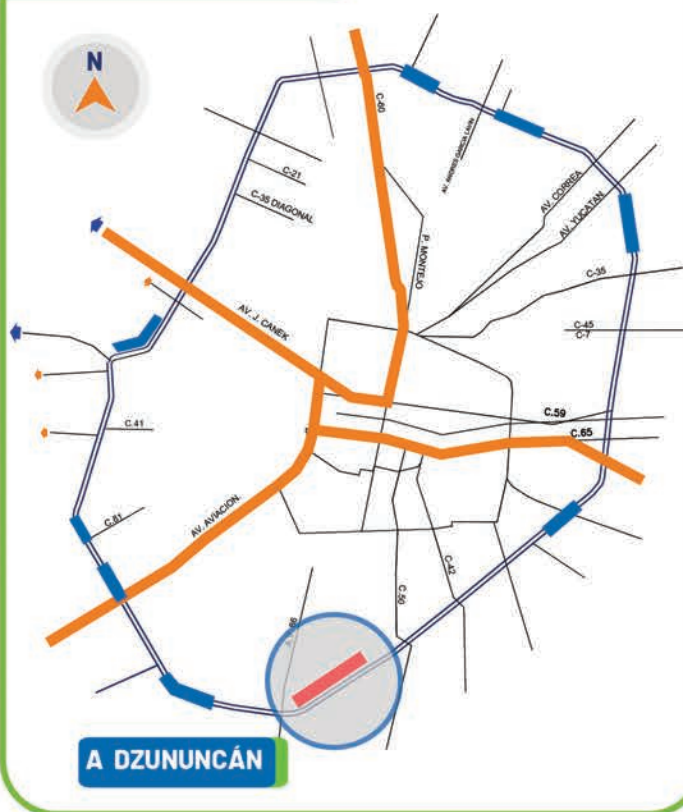 N
C-60
C-21
C-35 DIAGONAL
P. MONTEJO
AV. ANDRES GARCIA LAVIN
AV. CORREA
AV. YUCATAN
C-35
C-45
C-7
AV. J. CANEK
C.59
C.65
C.41
C.81
AV. AVIACION.
C-42
C.50
A DZUNUNCÁN